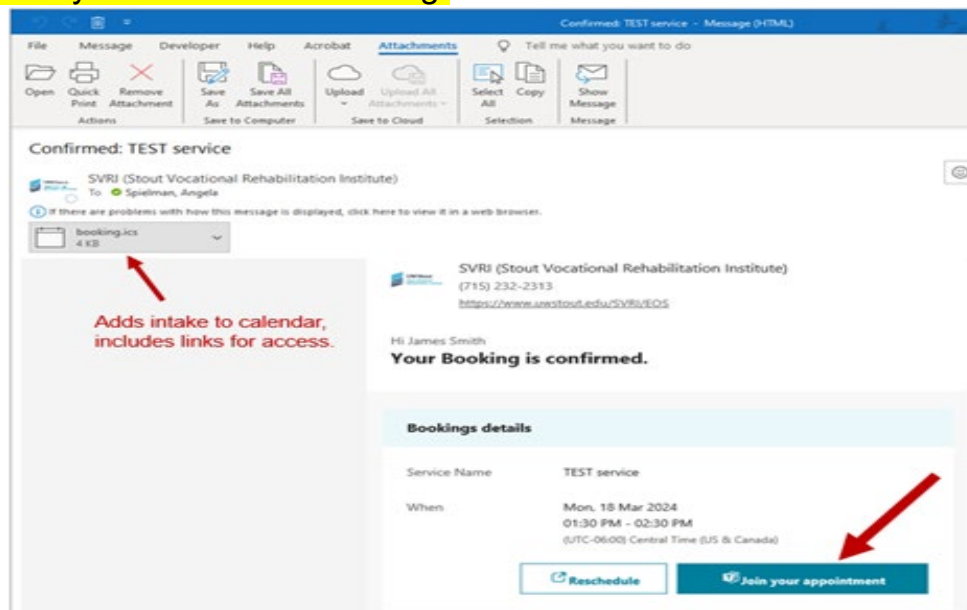 Confirmed: TEST service - Message (HTML)
File Message Developer Help Acrobat Attachments Tell me what you want to do
Open Quick Print Remove Attachment Save As Save All Attachments Upload Upload All Attachments Select All Copy Show Message
Actions Save to Computer Save to Cloud Selection Message
Confirmed: TEST service
SVRI (Stout Vocational Rehabilitation Institute)
To Spielman, Angela
If there are problems with how this message is displayed, click here to view it in a web browser.
booking.ics
4 KB
Adds intake to calendar,
includes links for access.
SVRI (Stout Vocational Rehabilitation Institute)
(715) 232-2313
https://www.uwstout.edu/SVRI/EOS
Hi James Smith
Your Booking is confirmed.
Bookings details
Service Name TEST service
When Mon, 18 Mar 2024
01:30 PM - 02:30 PM
(UTC-06:00) Central Time (US & Canada)
Reschedule Join your appointment